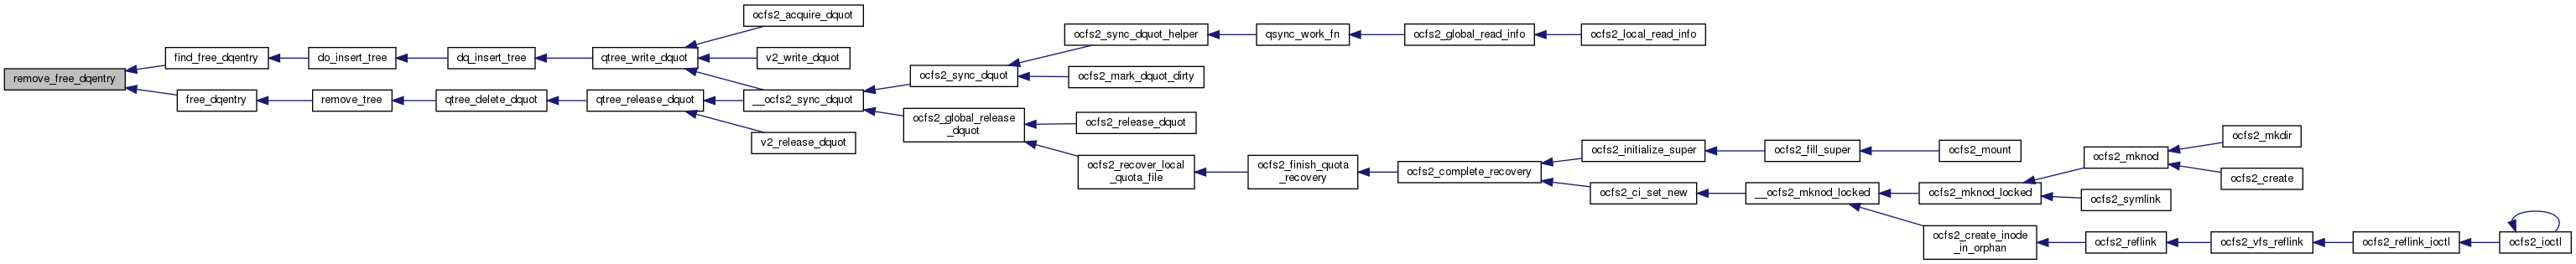 remove_free_dqentry
find_free_dqentry
do_insert_tree
dq_insert_tree
qtree_write_dquot
ocfs2_acquire_dquot
v2_write_dquot
free_dqentry
remove_tree
qtree_delete_dquot
qtree_release_dquot
__ocfs2_sync_dquot
v2_release_dquot
ocfs2_sync_dquot
ocfs2_sync_dquot_helper
qsync_work_fn
ocfs2_global_read_info
ocfs2_local_read_info
ocfs2_mark_dquot_dirty
ocfs2_global_release
_dquot
ocfs2_release_dquot
ocfs2_recover_local
_quota_file
ocfs2_finish_quota
_recovery
ocfs2_complete_recovery
ocfs2_initialize_super
ocfs2_fill_super
ocfs2_mount
ocfs2_ci_set_new
__ocfs2_mknod_locked
ocfs2_mknod_locked
ocfs2_mknod
ocfs2_mkdir
ocfs2_create
ocfs2_symlink
ocfs2_create_inode
_in_orphan
ocfs2_reflink
ocfs2_vfs_reflink
ocfs2_reflink_ioctl
ocfs2_ioctl